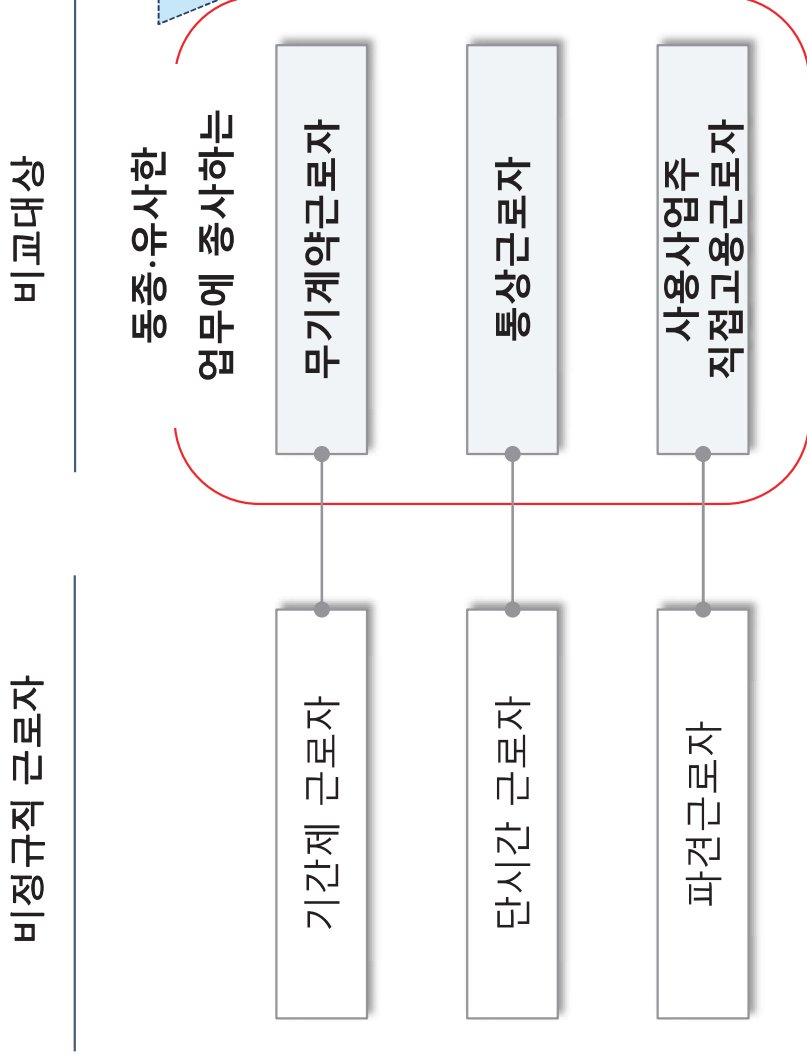 비정규직 근로자
비교대상
동종·유사한
업무에 종사하는
기간제 근로자
무기계약근로자
단시간 근로자
통상근로자
파견근로자
사용사업주
직접고용근로자